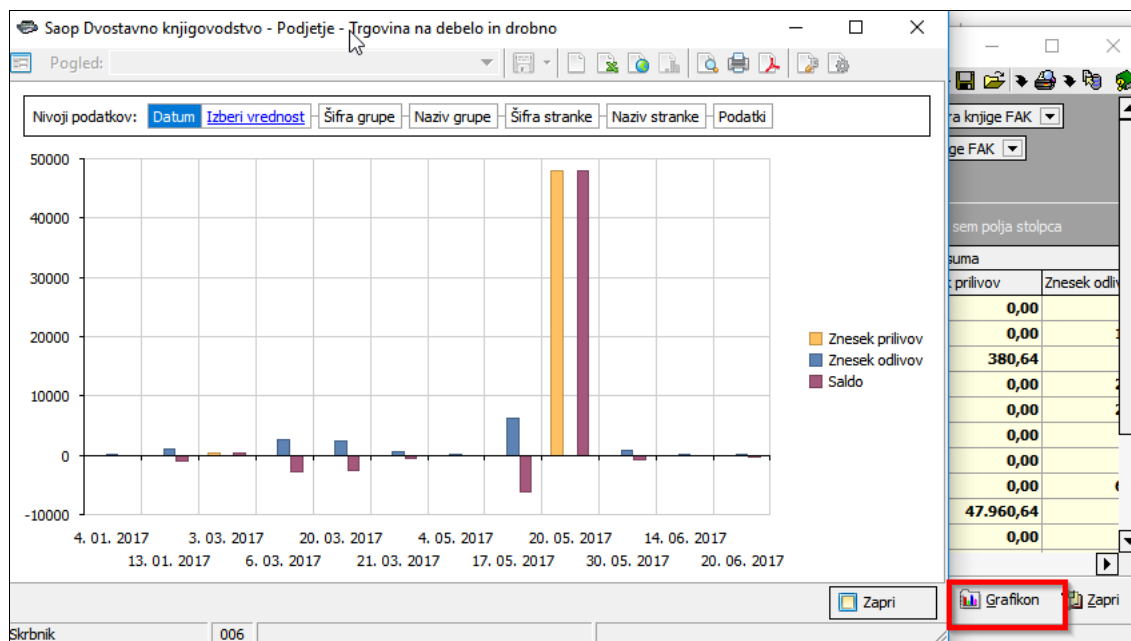 Saop Dvostavno knjigovodstvo - Podjetje - Trgovina na debelo in drobno
Pogled:
Nivoji podatkov: Datum Izberi vrednost Šifra grupe Naziv grupe Šifra stranke Naziv stranke Podatki
50000
40000
30000
20000
10000
0
-10000
4. 01. 2017 3. 03. 2017 20. 03. 2017 4. 05. 2017 20. 05. 2017 14. 06. 2017
13. 01. 2017 6. 03. 2017 21. 03. 2017 17. 05. 2017 30. 05. 2017 20. 06. 2017
Znesek prilivov
Znesek odlivov
Saldo
Zapri
Skrbnik 006
knjige FAK
FAK
sem polja stolpca
prilivov Znesek
0,00
0,00
380,64
0,00
0,00
0,00
0,00
0,00
47.960,64
0,00
Grafikon Zapri